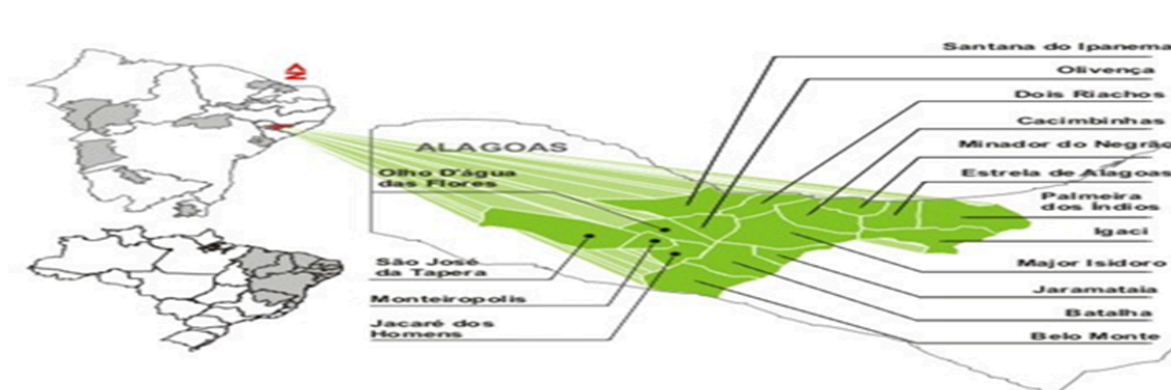 ALAGOAS
Olho D'água
das Flores
São José
da Tapera
Monteiropolis
Jacaré dos
Homens
Santana do Ipanema
Olivença
Dois Riachos
Cacimbinhas
Minador do Negrão
Estrela de Alagoas
Palmeira
dos Índios
Igaci
Major Isidoro
Jaramataia
Batalha
Belo Monte